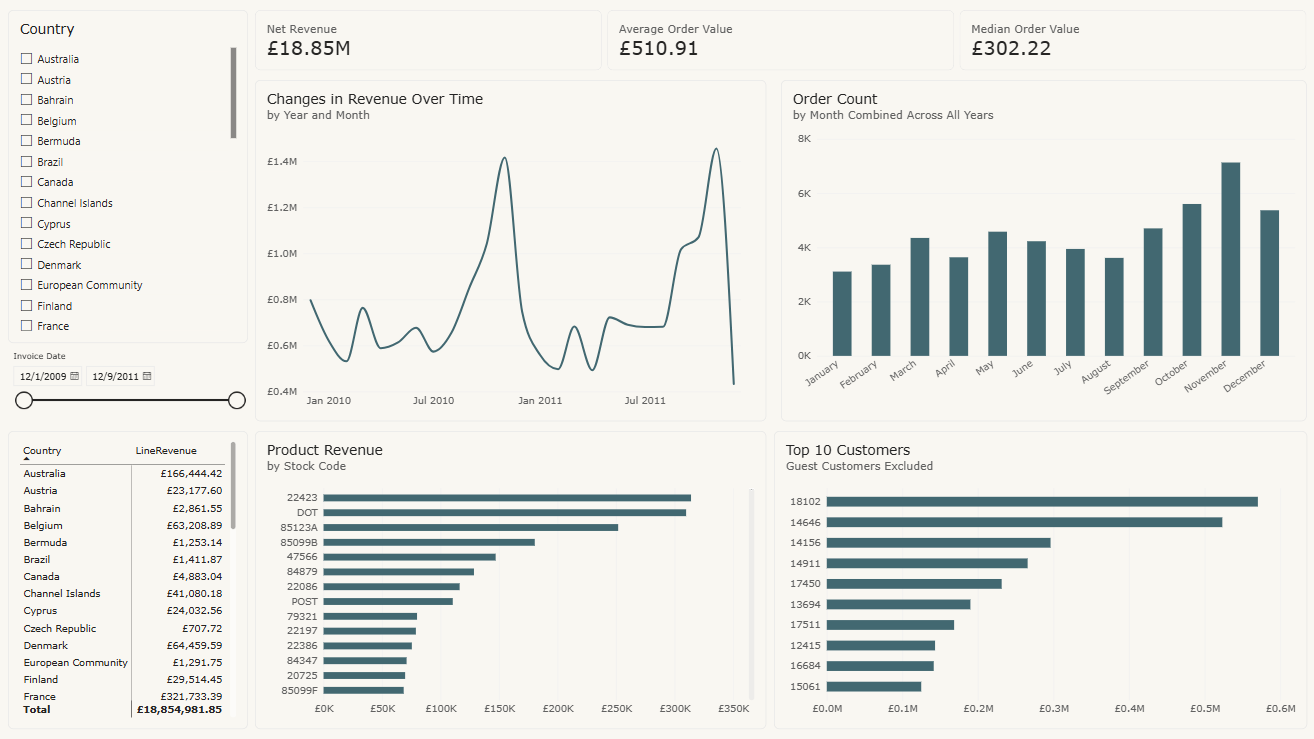 Country
Australia
Austria
Bahrain
Belgium
Bermuda
Brazil
Canada
Channel Islands
Cyprus
Czech Republic
Denmark
European Community
Finland
France
Invoice Date
12/1/2009 12/9/2011
Net Revenue
£18.85M
Average Order Value
£510.91
Median Order Value
£302.22
Changes in Revenue Over Time
by Year and Month
£1.4M
£1.2M
£1.0M
£0.8M
£0.6M
£0.4M
Jan 2010 Jul 2010 Jan 2011 Jul 2011
Order Count
by Month Combined Across All Years
8K
6K
4K
2K
0K
January February March April May June July August September October November December
Country LineRevenue
Australia £166,444.42
Austria £23,177.60
Bahrain £2,861.55
Belgium £63,208.89
Bermuda £1,253.14
Brazil £1,411.87
Canada £4,883.04
Channel Islands £41,080.18
Cyprus £24,032.56
Czech Republic £707.72
Denmark £64,459.59
European Community £1,291.75
Finland £29,514.45
France £321,733.39
Total £18,854,981.85
Product Revenue
by Stock Code
22423
DOT
85123A
85099B
47566
84879
22086
POST
79321
22197
22386
84347
20725
85099F
£0K £50K £100K £150K £200K £250K £300K £350K
Top 10 Customers
Guest Customers Excluded
18102
14646
14156
14911
17450
13694
17511
12415
16684
15061
£0.0M £0.1M £0.2M £0.3M £0.4M £0.5M £0.6M